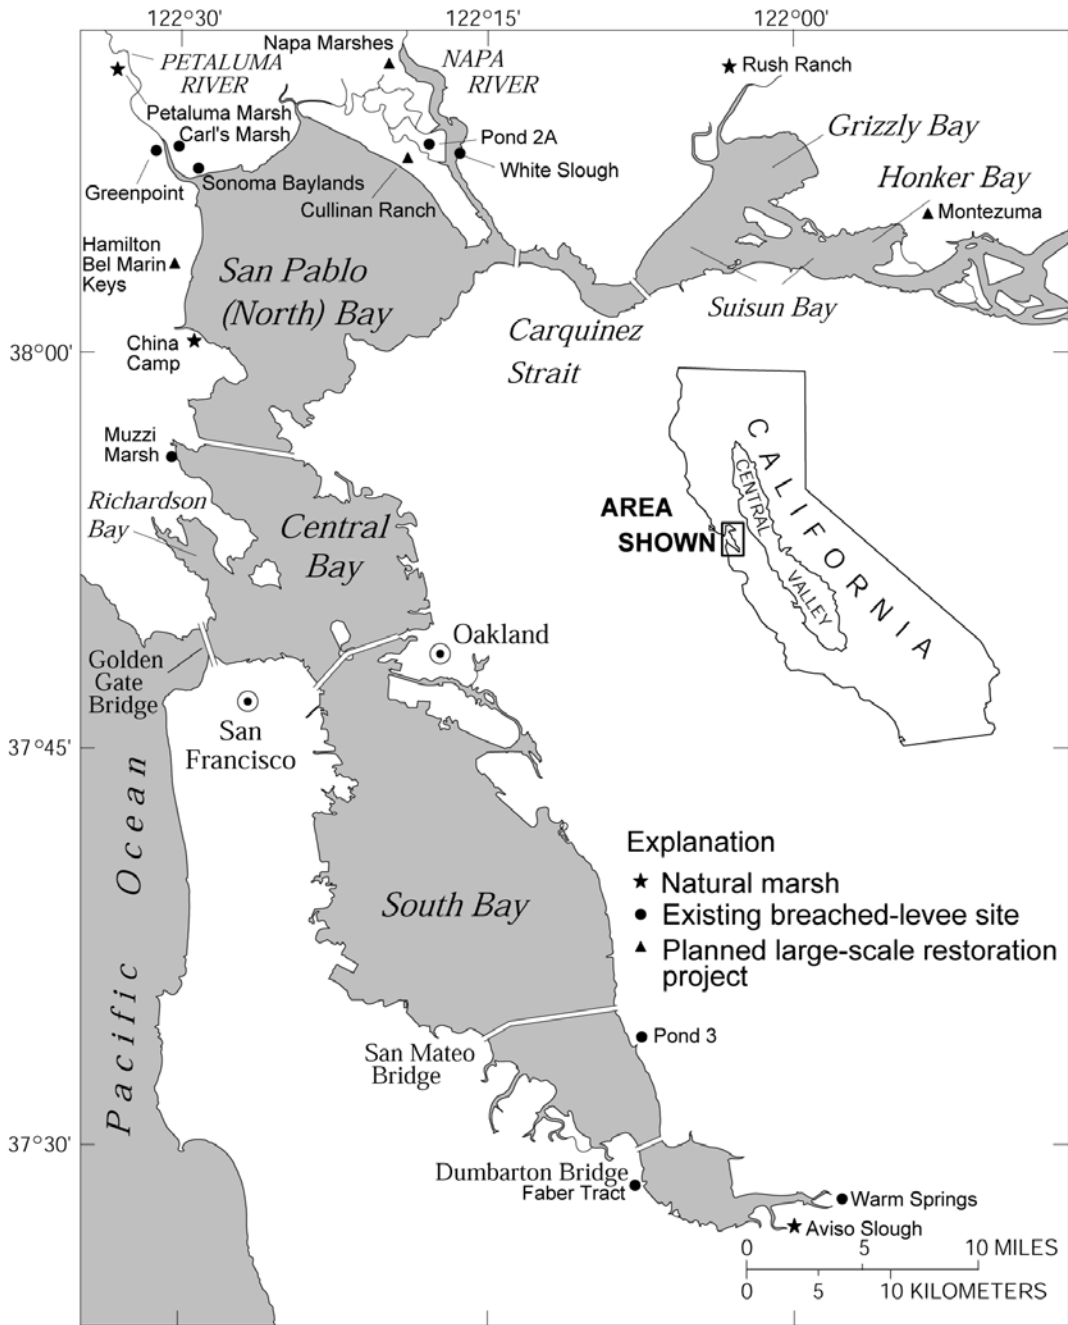 122°30'
122°15'
122°00'
Napa Marshes
PETALUMA
RIVER
NAPA
RIVER
Rush Ranch
Petaluma Marsh
Carl's Marsh
Pond 2A
Grizzly Bay
White Slough
Greenpoint
Sonoma Baylands
Cullinan Ranch
Honker Bay
Montezuma
Hamilton
Bel Marin
Keys
San Pablo
(North) Bay
Suisun Bay
China
Camp
Carquinez
Strait
38°00'
Muzzi
Marsh
Richardson
Bay
Central
Bay
CALIFORNIA
CENTRAL
VALLEY
AREA
SHOWN
Oakland
Golden
Gate
Bridge
San
Francisco
37°45'
Pacific Ocean
South Bay
Explanation
Natural marsh
Existing breached-levee site
Planned large-scale restoration
project
San Mateo
Bridge
Pond 3
37°30'
Dumbarton Bridge
Faber Tract
Warm Springs
Aviso Slough
0 5 10 MILES
0 5 10 KILOMETERS